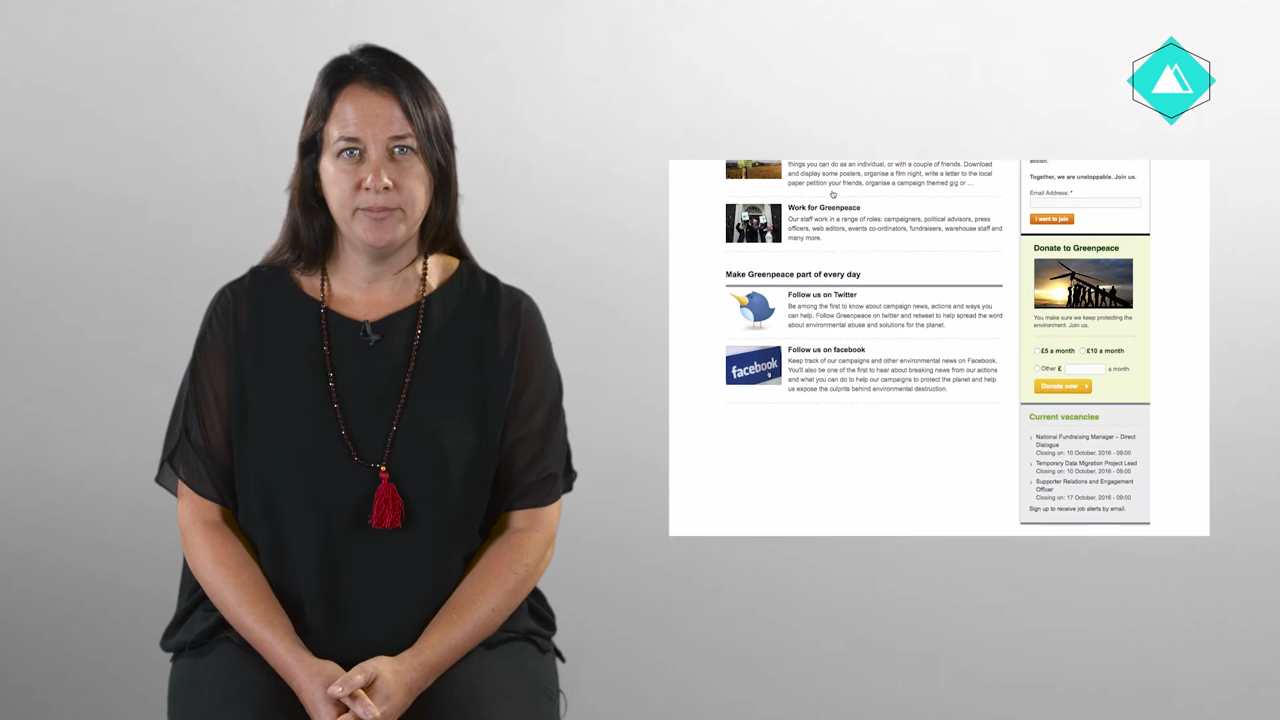 things you can do as an individual, or with a couple of friends. Download
and display some posters, organise a film night, write a letter to the local
paper petition your friends, organise a campaign themed gig or ...
Work for Greenpeace
Our staff work in a range of roles: campaigners, political advisors, press
officers, web editors, events co-ordinators, fundraisers, warehouse staff and
many more.
Make Greenpeace part of every day
Follow us on Twitter
Be among the first to know about campaign news, actions and ways you
can help. Follow Greenpeace on twitter and retweet to help spread the word
about environmental abuse and solutions for the planet.
facebook
Follow us on facebook
Keep track of our campaigns and other environmental news on Facebook.
You'll also be one of the first to hear about breaking news from our actions
and what you can do to help our campaigns to protect the planet and help
us expose the culprits behind environmental destruction.
action.
Together, we are unstoppable. Join us.
Email Address: *
I want to join
Donate to Greenpeace
You make sure we keep protecting the
environment. Join us.
£5 a month £10 a month
Other £ a month
Donate now
Current vacancies
National Fundraising Manager – Direct
Dialogue
Closing on: 10 October, 2016 - 09:00
Temporary Data Migration Project Lead
Closing on: 10 October, 2016 - 09:00
Supporter Relations and Engagement
Officer
Closing on: 17 October, 2016 - 09:00
Sign up to receive job alerts by email.